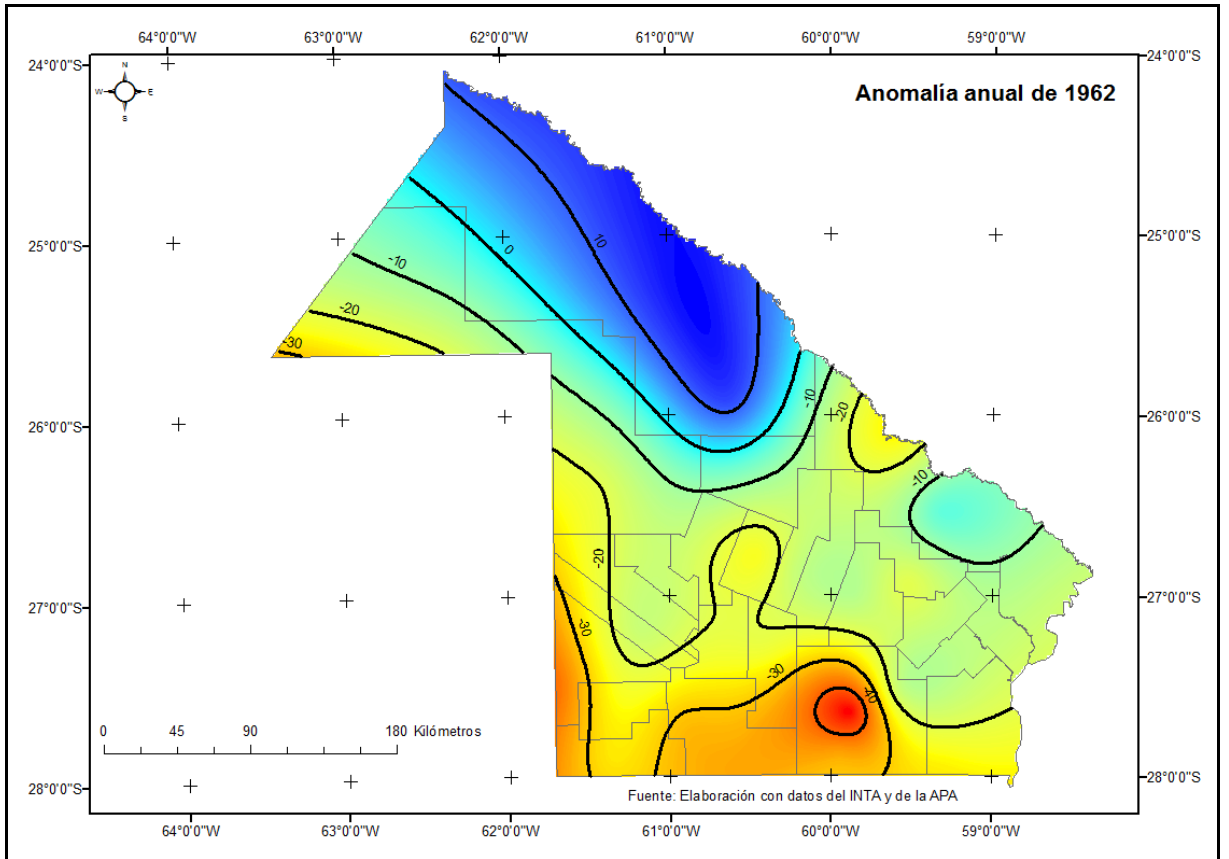 64°0'0"W 63°0'0"W 62°0'0"W 61°0'0"W 60°0'0"W 59°0'0"W
24°0'0"S 24°0'0"S
N
W E
S
Anomalía anual de 1962
10
25°0'0"S 25°0'0"S
0
-10
-20
-30
-10
-20
26°0'0"S 26°0'0"S
-10
-20
27°0'0"S 27°0'0"S
-30
-30
-40
0 45 90 180 Kilómetros
28°0'0"S 28°0'0"S
Fuente: Elaboración con datos del INTA y de la APA
64°0'0"W 63°0'0"W 62°0'0"W 61°0'0"W 60°0'0"W 59°0'0"W